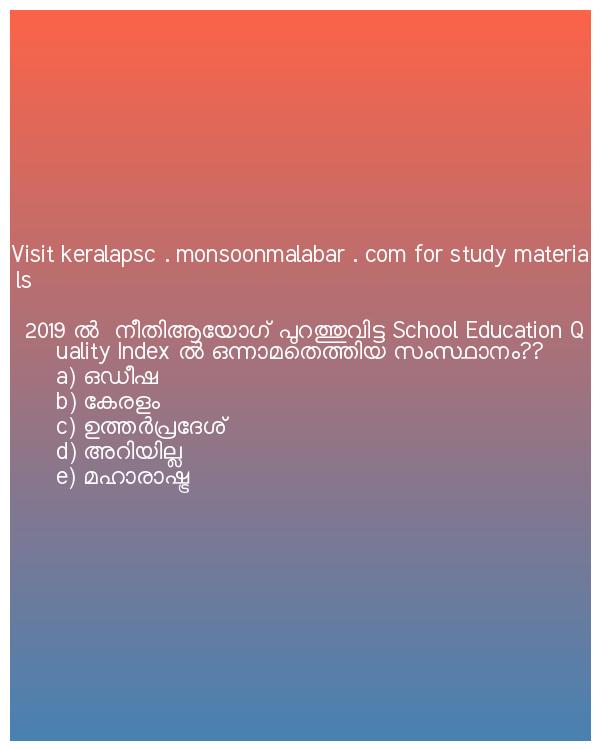 Visit keralapsc . monsoonmalabar . com for study materia
ls
2019 ൽ  നീതിആയോഗ് പുറത്തുവിട്ട School Education Q
uality Index ൽ ഒന്നാമതെത്തിയ സംസ്ഥാനം??
a) ഒഡീഷ
b) കേരളം
c) ഉത്തർപ്രദേശ്
d) അറിയില്ല
e) മഹാരാഷ്ട്ര